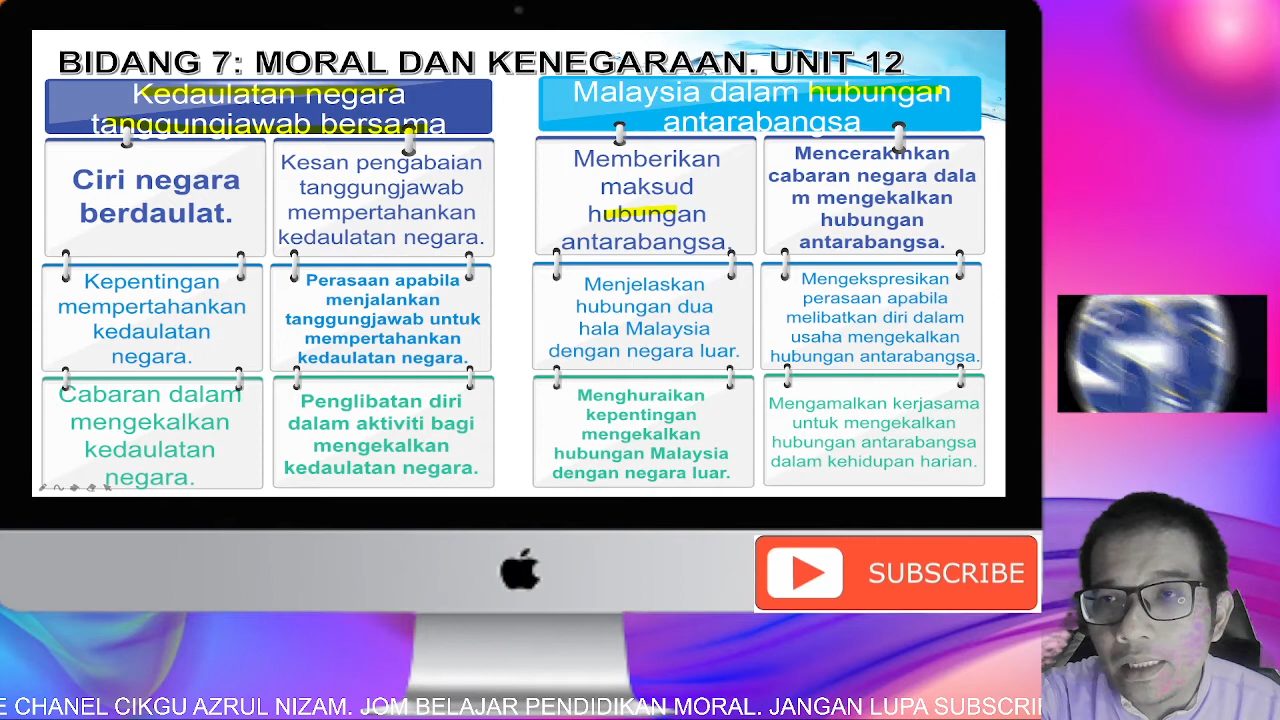 BIDANG 7: MORAL DAN KENEGARAAN. UNIT 12
Kedaulatan negara
tanggungjawab bersama
Ciri negara
berdaulat.
Kesan pengabaian
tanggungjawab
mempertahankan
kedaulatan negara.
Kepentingan
mempertahankan
kedaulatan
negara.
Perasaan apabila
menjalankan
tanggungjawab untuk
mempertahankan
kedaulatan negara.
Cabaran dalam
mengekalkan
kedaulatan
negara.
Penglibatan diri
dalam aktiviti bagi
mengekalkan
kedaulatan negara.
Malaysia dalam hubungan
antarabangsa
Memberikan
maksud
hubungan
antarabangsa.
Mencerakinkan
cabaran negara dala
m mengekalkan
hubungan
antarabangsa.
Menjelaskan
hubungan dua
hala Malaysia
dengan negara luar.
Mengekspresikan
perasaan apabila
melibatkan diri dalam
usaha mengekalkan
hubungan antarabangsa.
Menghuraikan
kepentingan
mengekalkan
hubungan Malaysia
dengan negara luar.
Mengamalkan kerjasama
untuk mengekalkan
hubungan antarabangsa
dalam kehidupan harian.
SUBSCRIBE
E CHANEL CIKGU AZRUL NIZAM. JOM BELAJAR PENDIDIKAN MORAL. JANGAN LUPA SUBSCRI